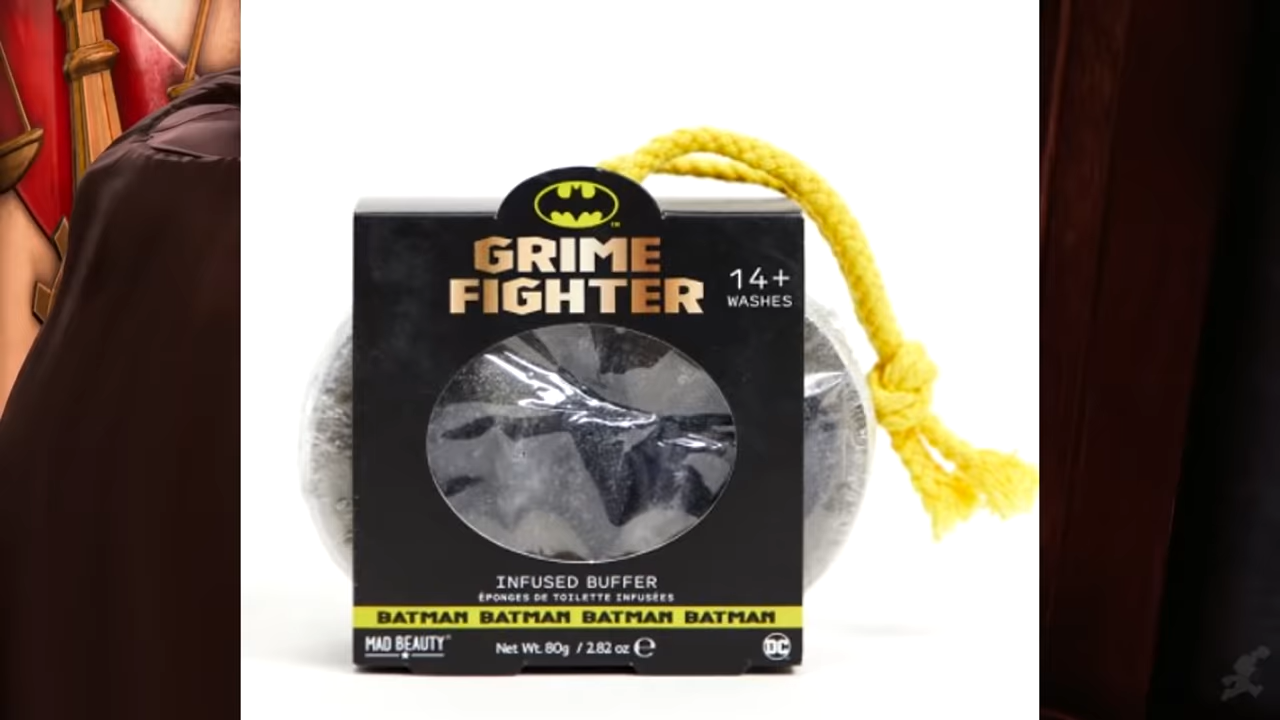 GRIME
FIGHTER
14+
WASHES
INFUSED BUFFER
ÉPONGES DE TOILETTE INFUSÉES
BATMAN BATMAN BATMAN BATMAN
MAD BEAUTY®
Net Wt. 80g / 2.82 oz ℮
DC
TM